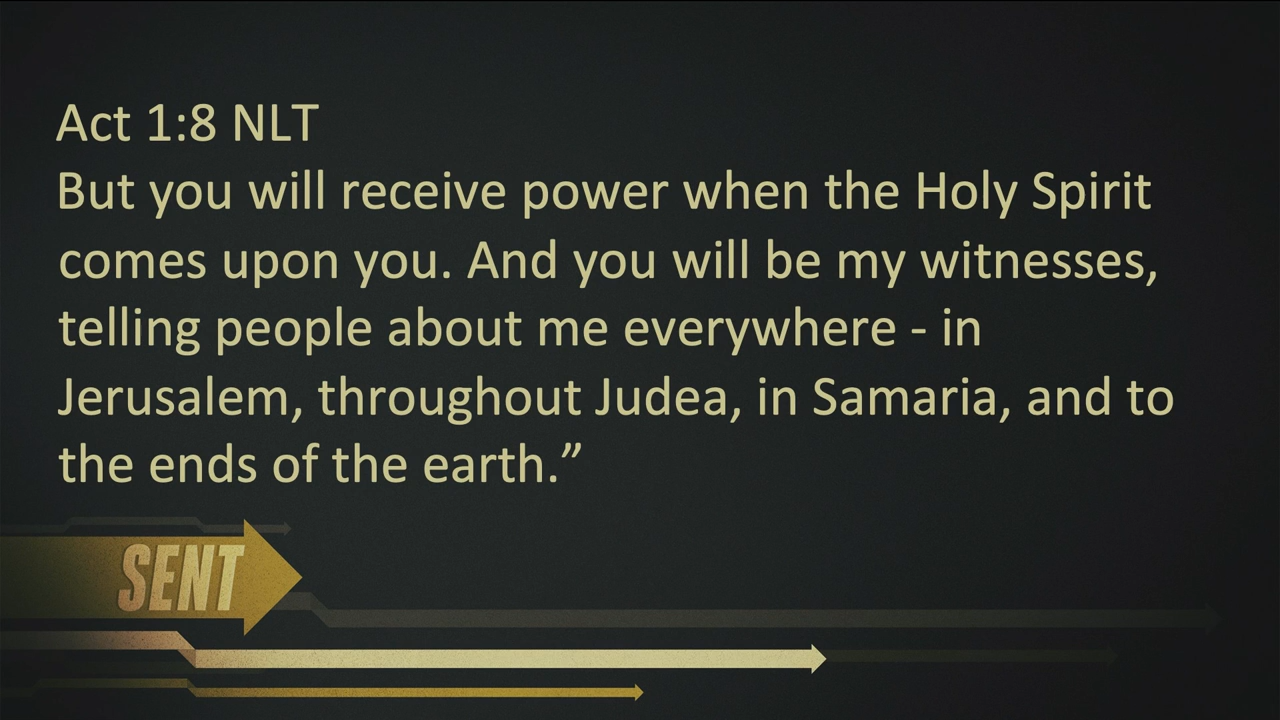 Act 1:8 NLT
But you will receive power when the Holy Spirit
comes upon you. And you will be my witnesses,
telling people about me everywhere - in
Jerusalem, throughout Judea, in Samaria, and to
the ends of the earth.”
SENT